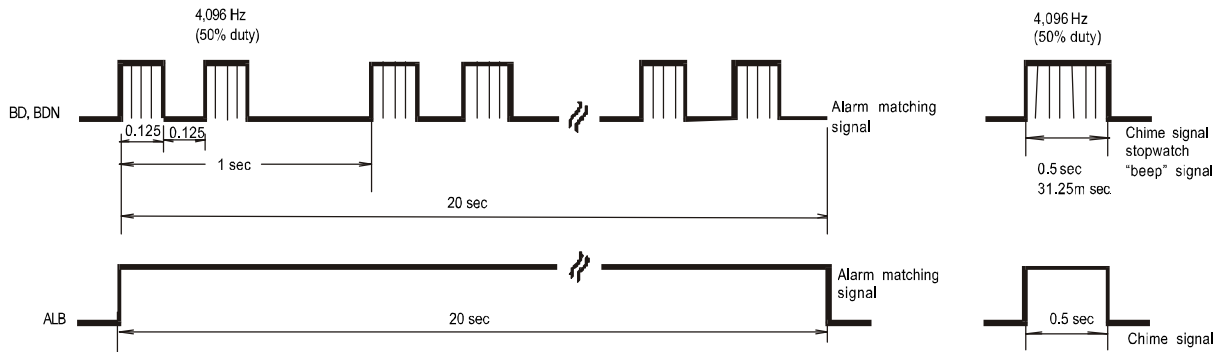 4,096 Hz
(50% duty)
4,096 Hz
(50% duty)
BD, BDN
Alarm matching
signal
0.125
0.125
1 sec
20 sec
Chime signal
stopwatch
“beep” signal
0.5 sec
31.25m sec.
Alarm matching
signal
ALB
20 sec
0.5 sec
Chime signal